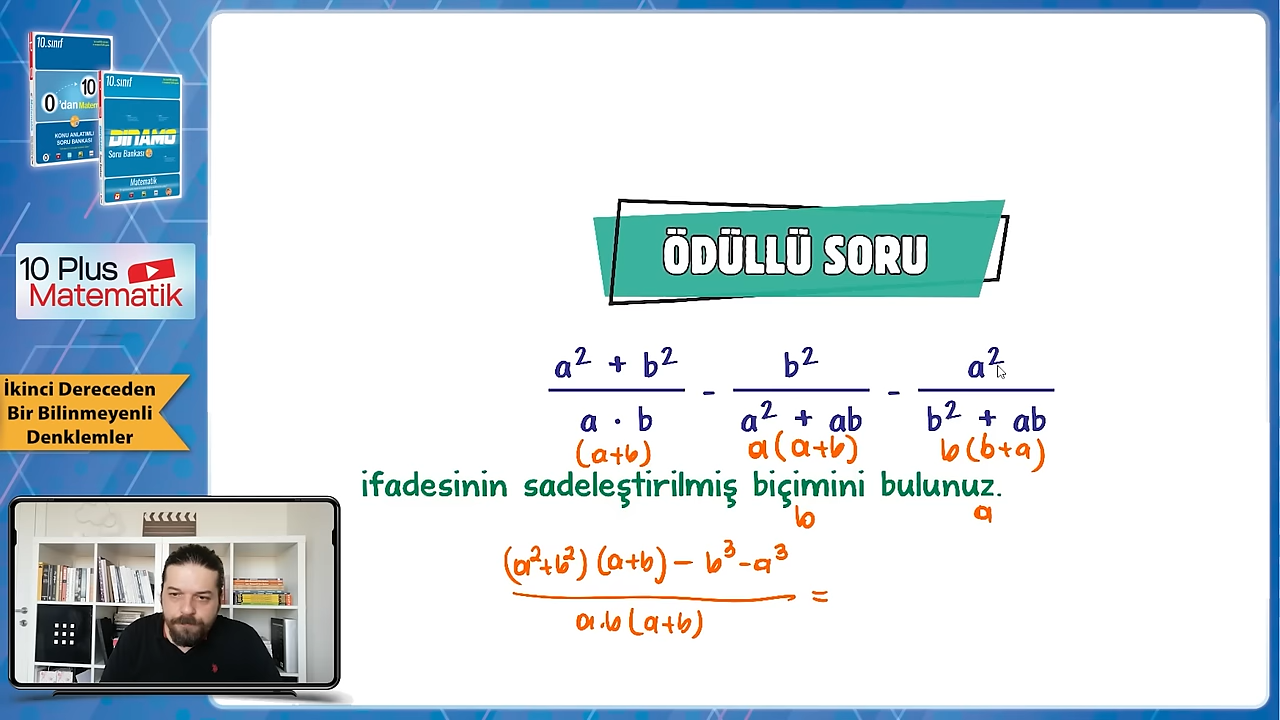 10.sınıf
10
0'dan Matem
KONU ANLATIMLI
SORU BANKASI
10.sınıf
DİNAMO
Soru Bankası
Matematik
10 Plus
Matematik
İkinci Dereceden
Bir Bilinmeyenli
Denklemler
ÖDÜLLÜ SORU
a² + b² / a · b - b² / a² + ab - a² / b² + ab
(a+b) a(a+b) b(b+a)
ifadesinin sadeleştirilmiş biçimini bulunuz.
b a
(a²+b²)(a+b) - b³ - a³ / a.b(a+b) =